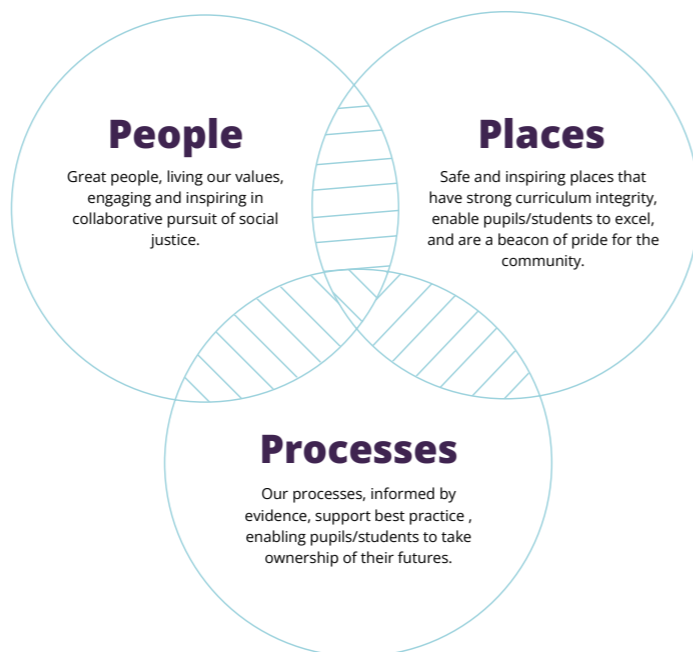 People
Great people, living our values,
engaging and inspiring in
collaborative pursuit of social
justice.
Places
Safe and inspiring places that
have strong curriculum integrity,
enable pupils/students to excel,
and are a beacon of pride for the
community.
Processes
Our processes, informed by
evidence, support best practice ,
enabling pupils/students to take
ownership of their futures.